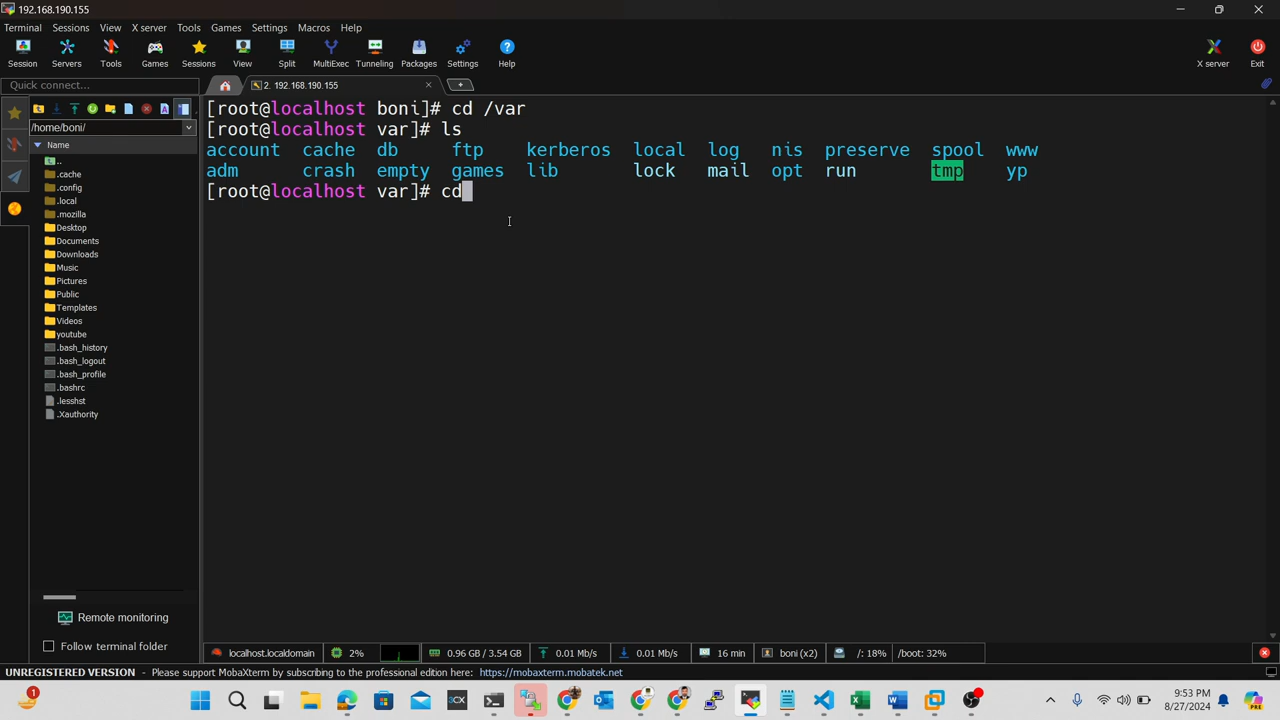 192.168.190.155
Terminal Sessions View X server Tools Games Settings Macros Help
Session Servers Tools Games Sessions View Split MultiExec Tunneling Packages Settings Help X server Exit
Quick connect...
2. 192.168.190.155
/home/boni/
Name
..
.cache
.config
.local
.mozilla
Desktop
Documents
Downloads
Music
Pictures
Public
Templates
Videos
youtube
.bash_history
.bash_logout
.bash_profile
.bashrc
.lesshst
.Xauthority
Remote monitoring
Follow terminal folder
[root@localhost boni]# cd /var
[root@localhost var]# ls
account cache db ftp kerberos local log nis preserve spool www
adm crash empty games lib lock mail opt run tmp yp
[root@localhost var]# cd
localhost.localdomain 2% 0.96 GB / 3.54 GB 0.01 Mb/s 0.01 Mb/s 16 min boni (x2) /: 18% /boot: 32%
UNREGISTERED VERSION - Please support MobaXterm by subscribing to the professional edition here: https://mobaxterm.mobatek.net
1
3CX
9:53 PM
8/27/2024
PRE